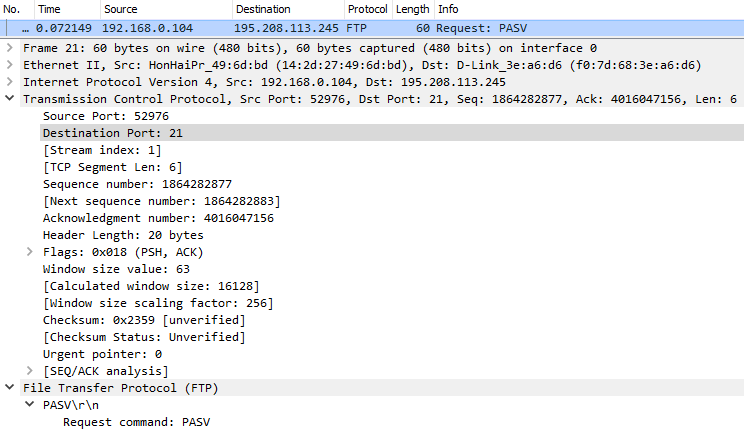 No. Time Source Destination Protocol Length Info
... 0.072149 192.168.0.104 195.208.113.245 FTP 60 Request: PASV
Frame 21: 60 bytes on wire (480 bits), 60 bytes captured (480 bits) on interface 0
Ethernet II, Src: HonHaiPr_49:6d:bd (14:2d:27:49:6d:bd), Dst: D-Link_3e:a6:d6 (f0:7d:68:3e:a6:d6)
Internet Protocol Version 4, Src: 192.168.0.104, Dst: 195.208.113.245
Transmission Control Protocol, Src Port: 52976, Dst Port: 21, Seq: 1864282877, Ack: 4016047156, Len: 6
Source Port: 52976
Destination Port: 21
[Stream index: 1]
[TCP Segment Len: 6]
Sequence number: 1864282877
[Next sequence number: 1864282883]
Acknowledgment number: 4016047156
Header Length: 20 bytes
Flags: 0x018 (PSH, ACK)
Window size value: 63
[Calculated window size: 16128]
[Window size scaling factor: 256]
Checksum: 0x2359 [unverified]
[Checksum Status: Unverified]
Urgent pointer: 0
[SEQ/ACK analysis]
File Transfer Protocol (FTP)
PASV\r\n
Request command: PASV